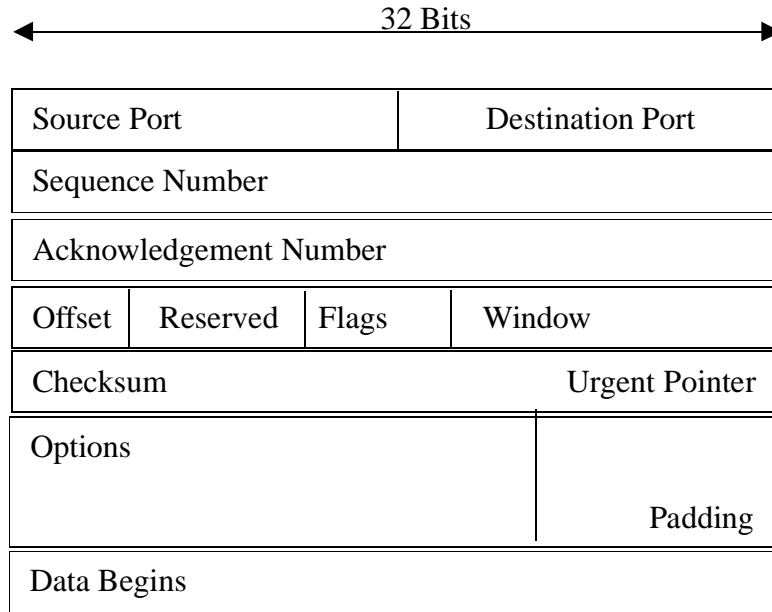 32 Bits
Source Port Destination Port
Sequence Number
Acknowledgement Number
Offset Reserved Flags Window
Checksum Urgent Pointer
Options
Padding
Data Begins